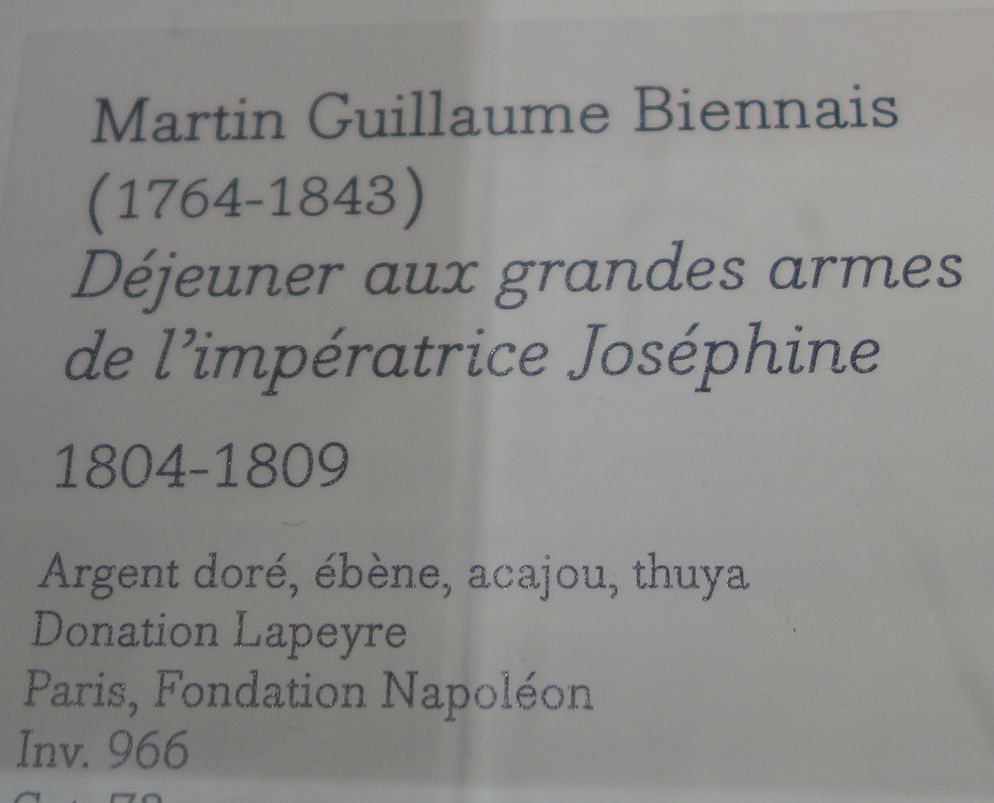 Martin Guillaume Biennais
(1764-1843)
Déjeuner aux grandes armes
de l'impératrice Joséphine
1804-1809
Argent doré, ébène, acajou, thuya
Donation Lapeyre
Paris, Fondation Napoléon
Inv. 966